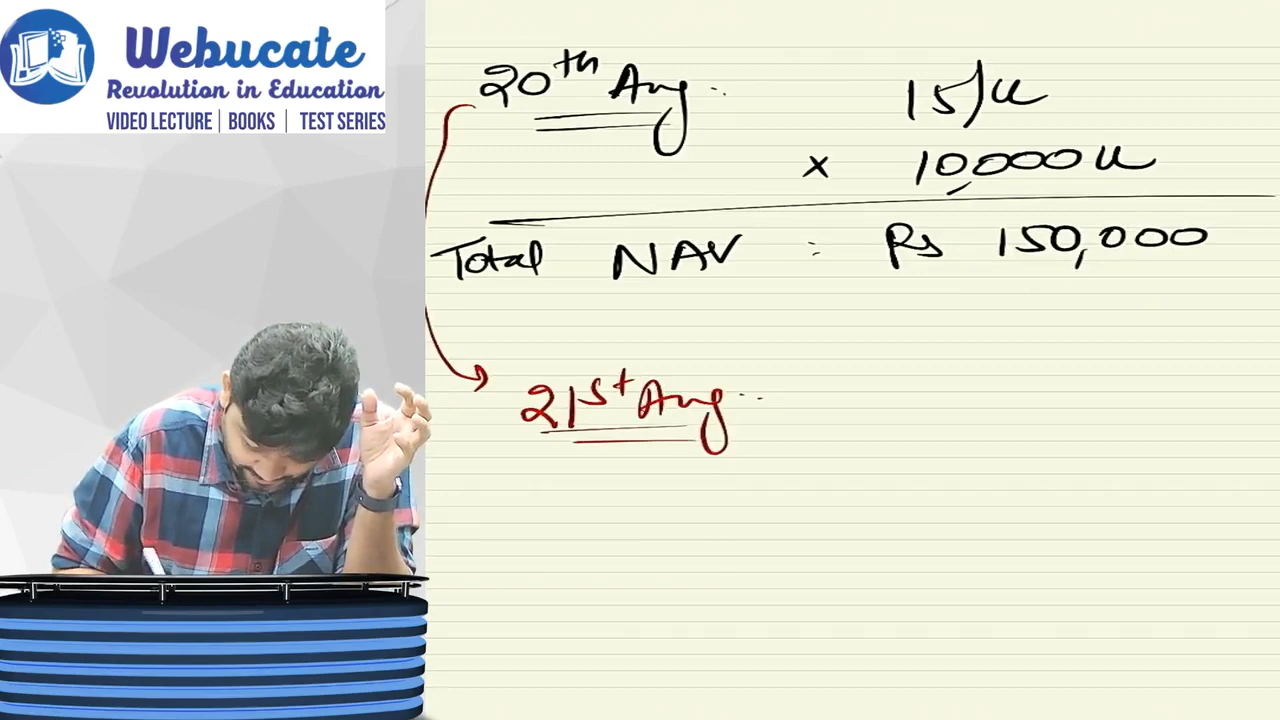 Webucate
Revolution in Education
VIDEO LECTURE | BOOKS | TEST SERIES
20th Aug.. 15/u
× 10,000 u
Total NAV : Rs 150,000
21st Aug..